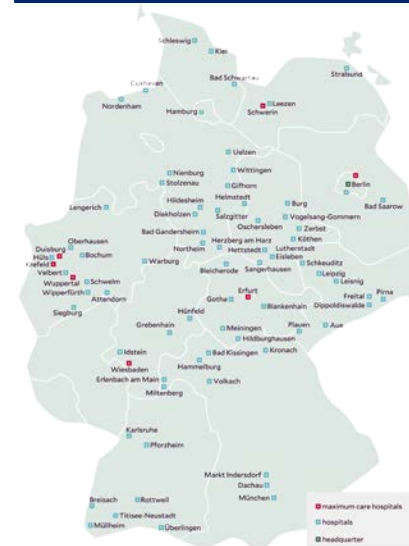 Schleswig
Kiel
Stralsund
Cuxhaven
Bad Schwartau
Nordenham
Hamburg
Leezen
Schwerin
Uelzen
Nienburg
Wittingen
Stolzenau
Gifhorn
Berlin
Lengerich
Hildesheim
Helmstedt
Burg
Bad Saarow
Diekholzen
Salzgitter
Vogelsang-Gommern
Oschersleben
Zerbst
Oberhausen
Bad Gandersheim
Herzberg am Harz
Lutherstadt
Köthen
Duisburg
Northeim
Hettstedt
Eisleben
Hüls
Bochum
Krefeld
Warburg
Bleicherode
Sangerhausen
Schkeuditz
Velbert
Schwelm
Leipzig
Wuppertal
Leisnig
Wipperfürth
Attendorn
Gotha
Erfurt
Freital
Pirna
Siegburg
Blankenhain
Dippoldiswalde
Hünfeld
Grebenhain
Meiningen
Plauen
Aue
Hildburghausen
Idstein
Bad Kissingen
Kronach
Wiesbaden
Hammelburg
Erlenbach am Main
Volkach
Miltenberg
Karlsruhe
Pforzheim
Markt Indersdorf
Dachau
München
Breisach
Rottweil
Titisee-Neustadt
Müllheim
Überlingen
maximum care hospitals
hospitals
headquarter